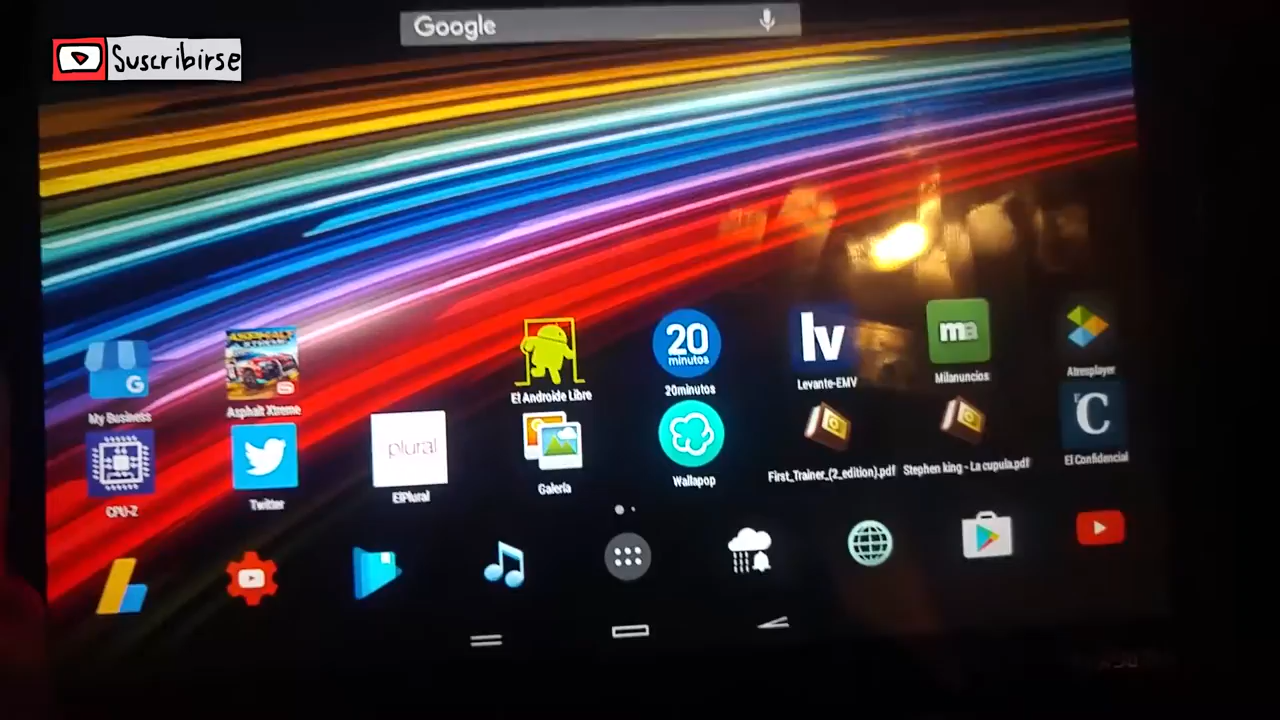 Google
Suscribirse
20
minutos
lv
ma
My Business
G
Asphalt Xtreme
El Androide Libre
20minutos
Levante-EMV
Milanuncios
Atresplayer
plural
C
CPU-Z
Twitter
ElPlural
Galería
Wallapop
First_Trainer_(2_edition).pdf
Stephen king - La cupula.pdf
El Confidencial